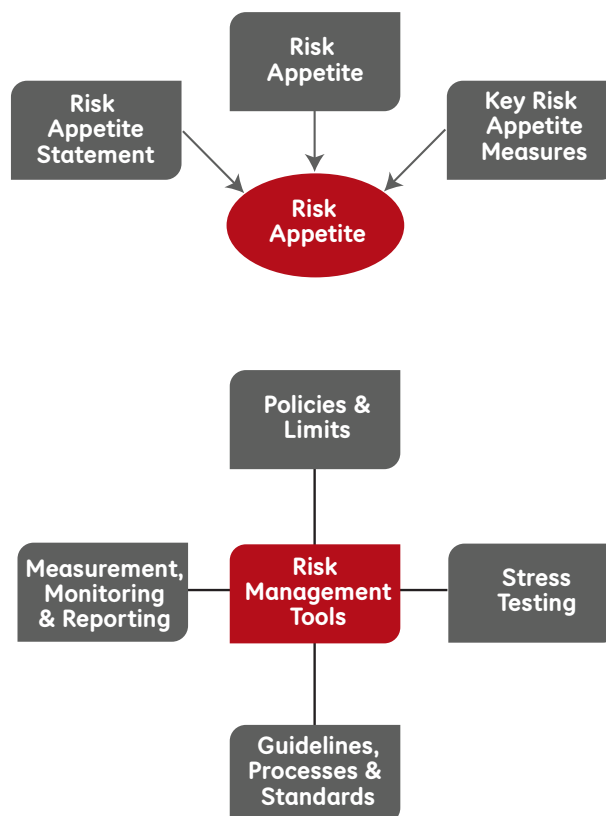 Risk
Appetite
Risk
Appetite
Statement
Key Risk
Appetite
Measures
Risk
Appetite
Policies &
Limits
Measurement,
Monitoring
& Reporting
Risk
Management
Tools
Stress
Testing
Guidelines,
Processes &
Standards